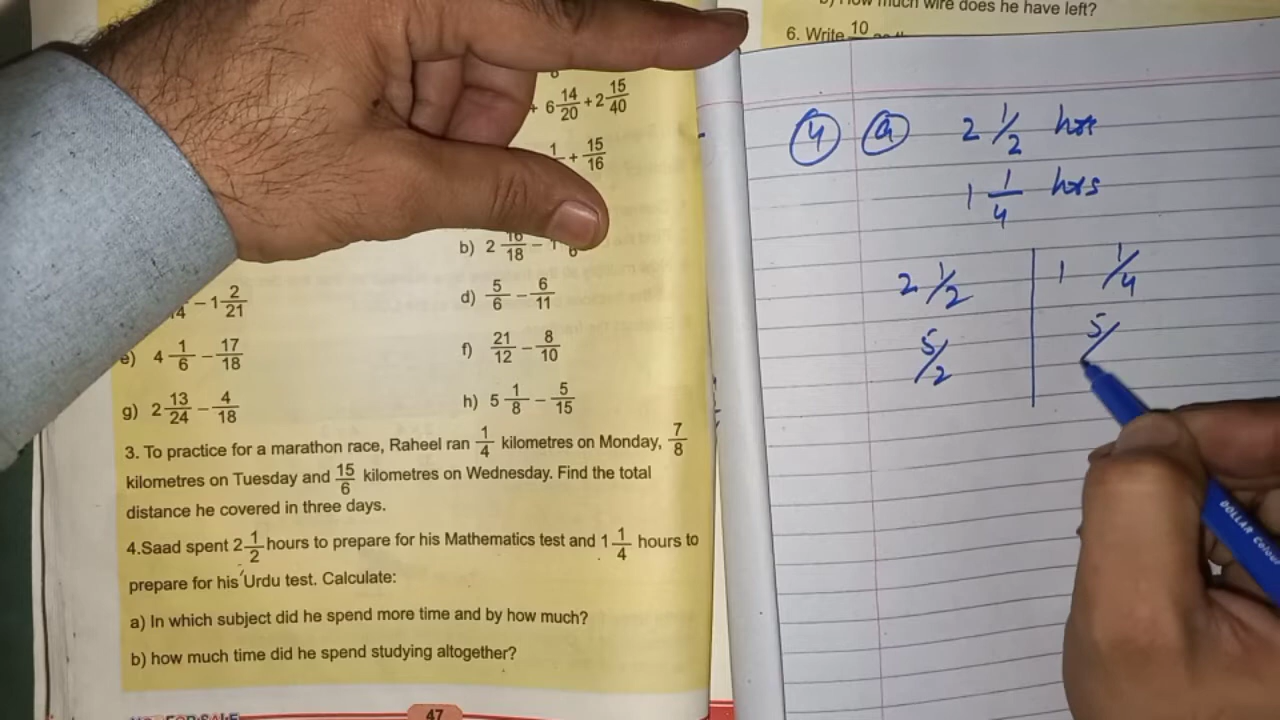 b) How much wire does he have left?
6. Write 10
+ 6 14/20 + 2 15/40
1 + 15/16
b) 2 16/18 - 1
- 1 2/21
d) 5/6 - 6/11
e) 4 1/6 - 17/18
f) 21/12 - 8/10
g) 2 13/24 - 4/18
h) 5 1/8 - 5/15
3. To practice for a marathon race, Raheel ran 1/4 kilometres on Monday, 7/8
kilometres on Tuesday and 15/6 kilometres on Wednesday. Find the total
distance he covered in three days.
4.Saad spent 2 1/2 hours to prepare for his Mathematics test and 1 1/4 hours to
prepare for his Urdu test. Calculate:
a) In which subject did he spend more time and by how much?
b) how much time did he spend studying altogether?
47
4 a 2 1/2 hrs
1 1/4 hrs
2 1/2 1 1/4
5/2 5/
DOLLAR Colour